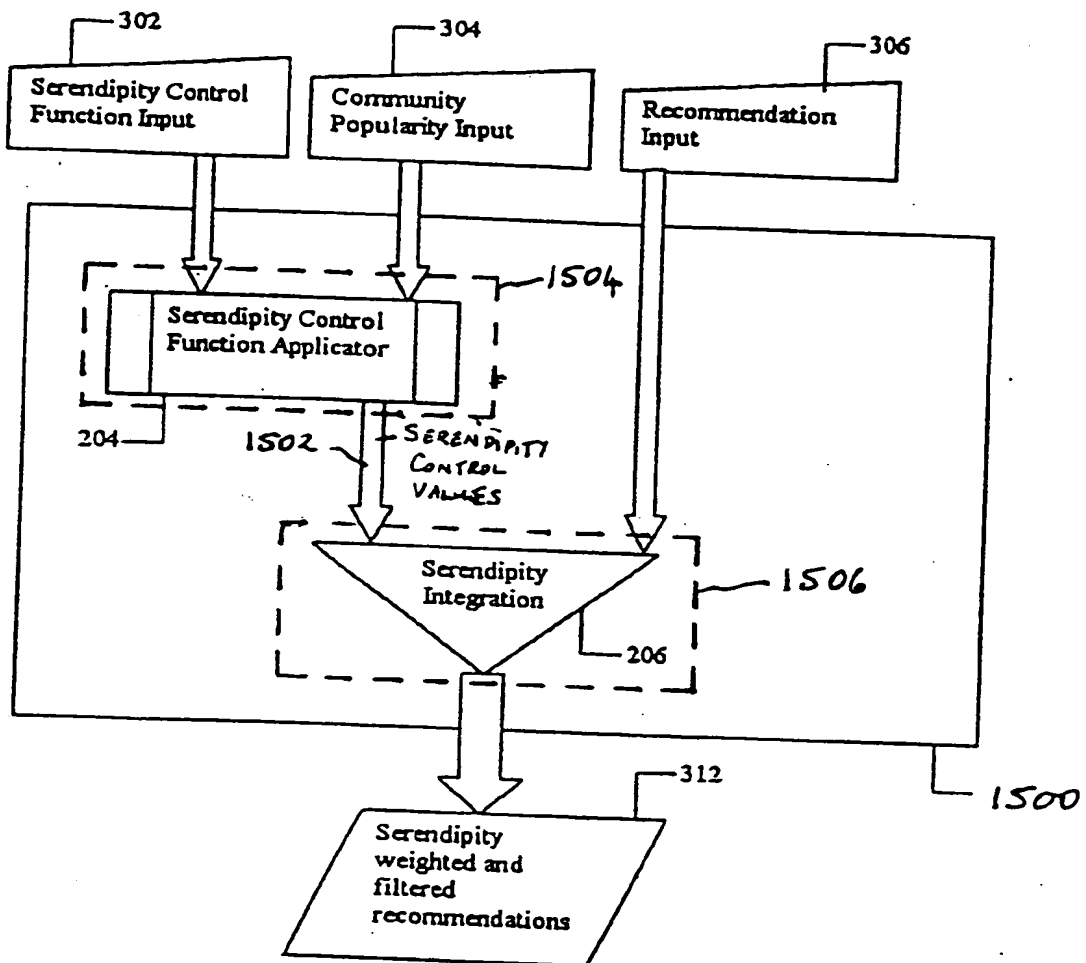 302
304
306
Serendipity Control
Function Input
Community
Popularity Input
Recommendation
Input
1504
Serendipity Control
Function Applicator
204
1502
SERENDIPITY
CONTROL
VALUES
Serendipity
Integration
1506
206
312
1500
Serendipity
weighted and
filtered
recommendations